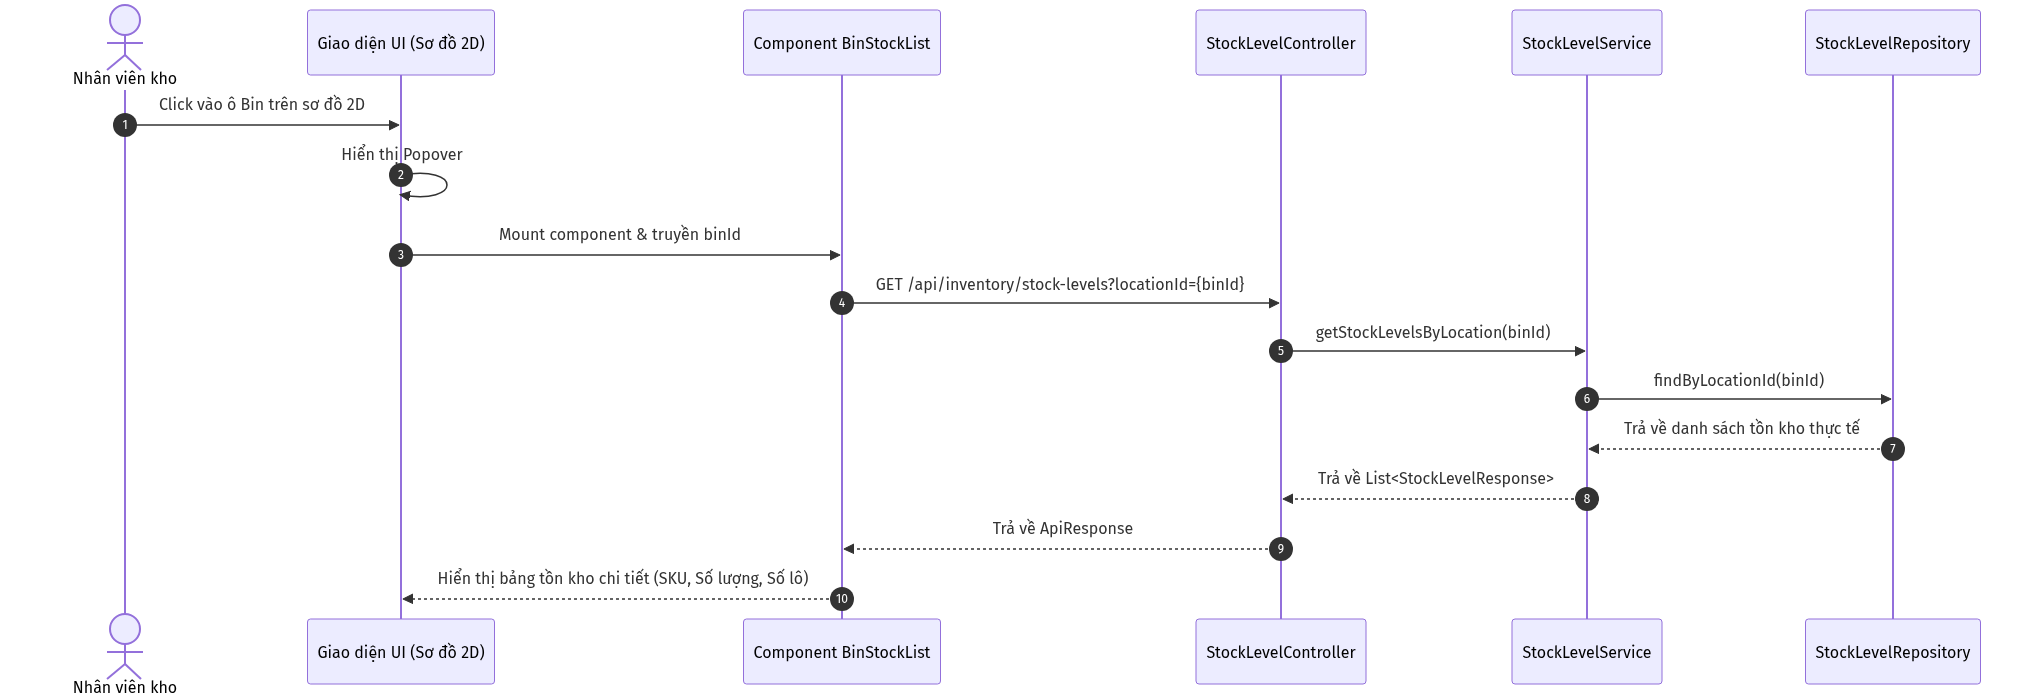 Nhân viên kho
Giao diện UI (Sơ đồ 2D)
Component BinStockList
StockLevelController
StockLevelService
StockLevelRepository
Click vào ô Bin trên sơ đồ 2D
1
Hiển thị Popover
2
Mount component & truyền binId
3
GET /api/inventory/stock-levels?locationId={binId}
4
getStockLevelsByLocation(binId)
5
findByLocationId(binId)
6
Trả về danh sách tồn kho thực tế
7
Trả về List<StockLevelResponse>
8
Trả về ApiResponse
9
Hiển thị bảng tồn kho chi tiết (SKU, Số lượng, Số lô)
10
Nhân viên kho
Giao diện UI (Sơ đồ 2D)
Component BinStockList
StockLevelController
StockLevelService
StockLevelRepository